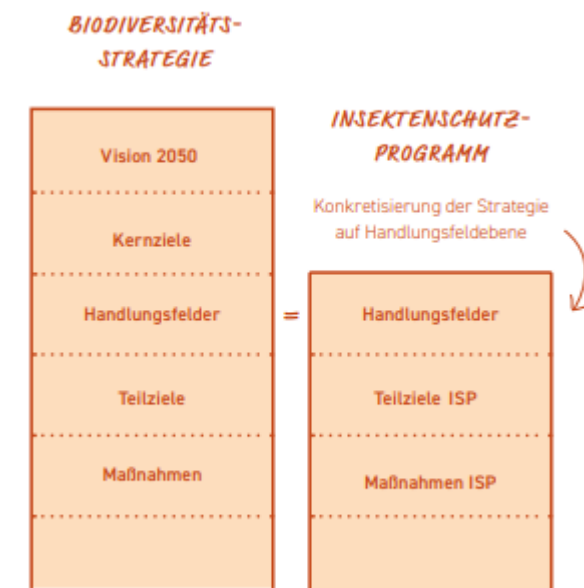 BIODIVERSITÄTS-
STRATEGIE
Vision 2050
Kernziele
Handlungsfelder
Teilziele
Maßnahmen
=
INSEKTENSCHUTZ-
PROGRAMM
Konkretisierung der Strategie
auf Handlungsfeldebene
Handlungsfelder
Teilziele ISP
Maßnahmen ISP